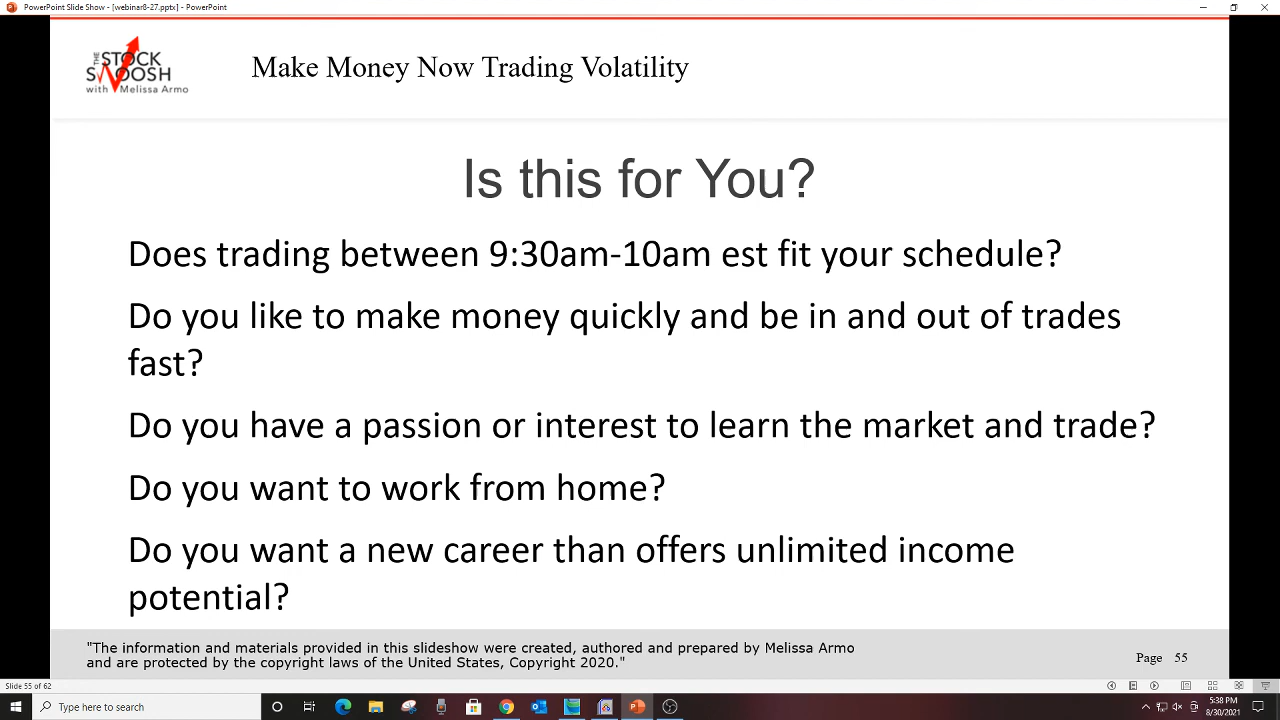 PowerPoint Slide Show - [webinar8-27.pptx] - PowerPoint
THE
STOCK
SWOOSH
with Melissa Armo
Make Money Now Trading Volatility
Is this for You?
Does trading between 9:30am-10am est fit your schedule?
Do you like to make money quickly and be in and out of trades
fast?
Do you have a passion or interest to learn the market and trade?
Do you want to work from home?
Do you want a new career than offers unlimited income
potential?
"The information and materials provided in this slideshow were created, authored and prepared by Melissa Armo
and are protected by the copyright laws of the United States, Copyright 2020."
Page 55
Slide 55 of 62
Type here to search
5:38 PM
8/30/2021